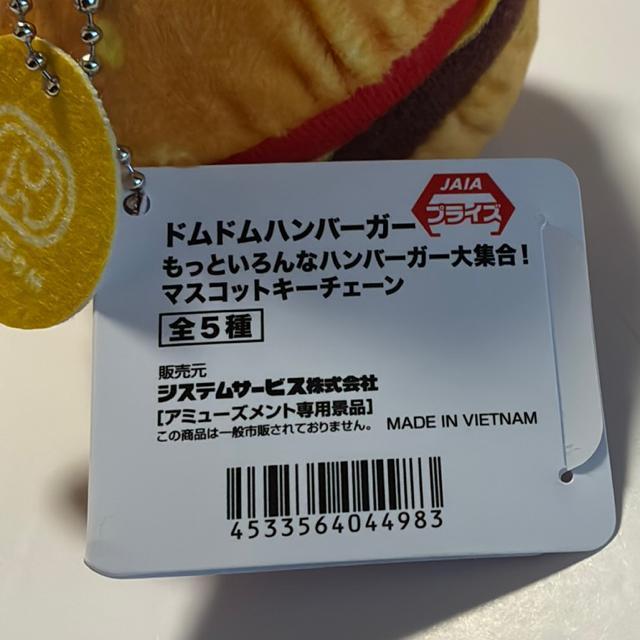 JAIA
プライズ
ドムドムハンバーガー
もっといろんなハンバーガー大集合!
マスコットキーチェーン
全5種
販売元
システムサービス株式会社
[アミューズメント専用景品]
この商品は一般市販されておりません。 MADE IN VIETNAM
4533564044983